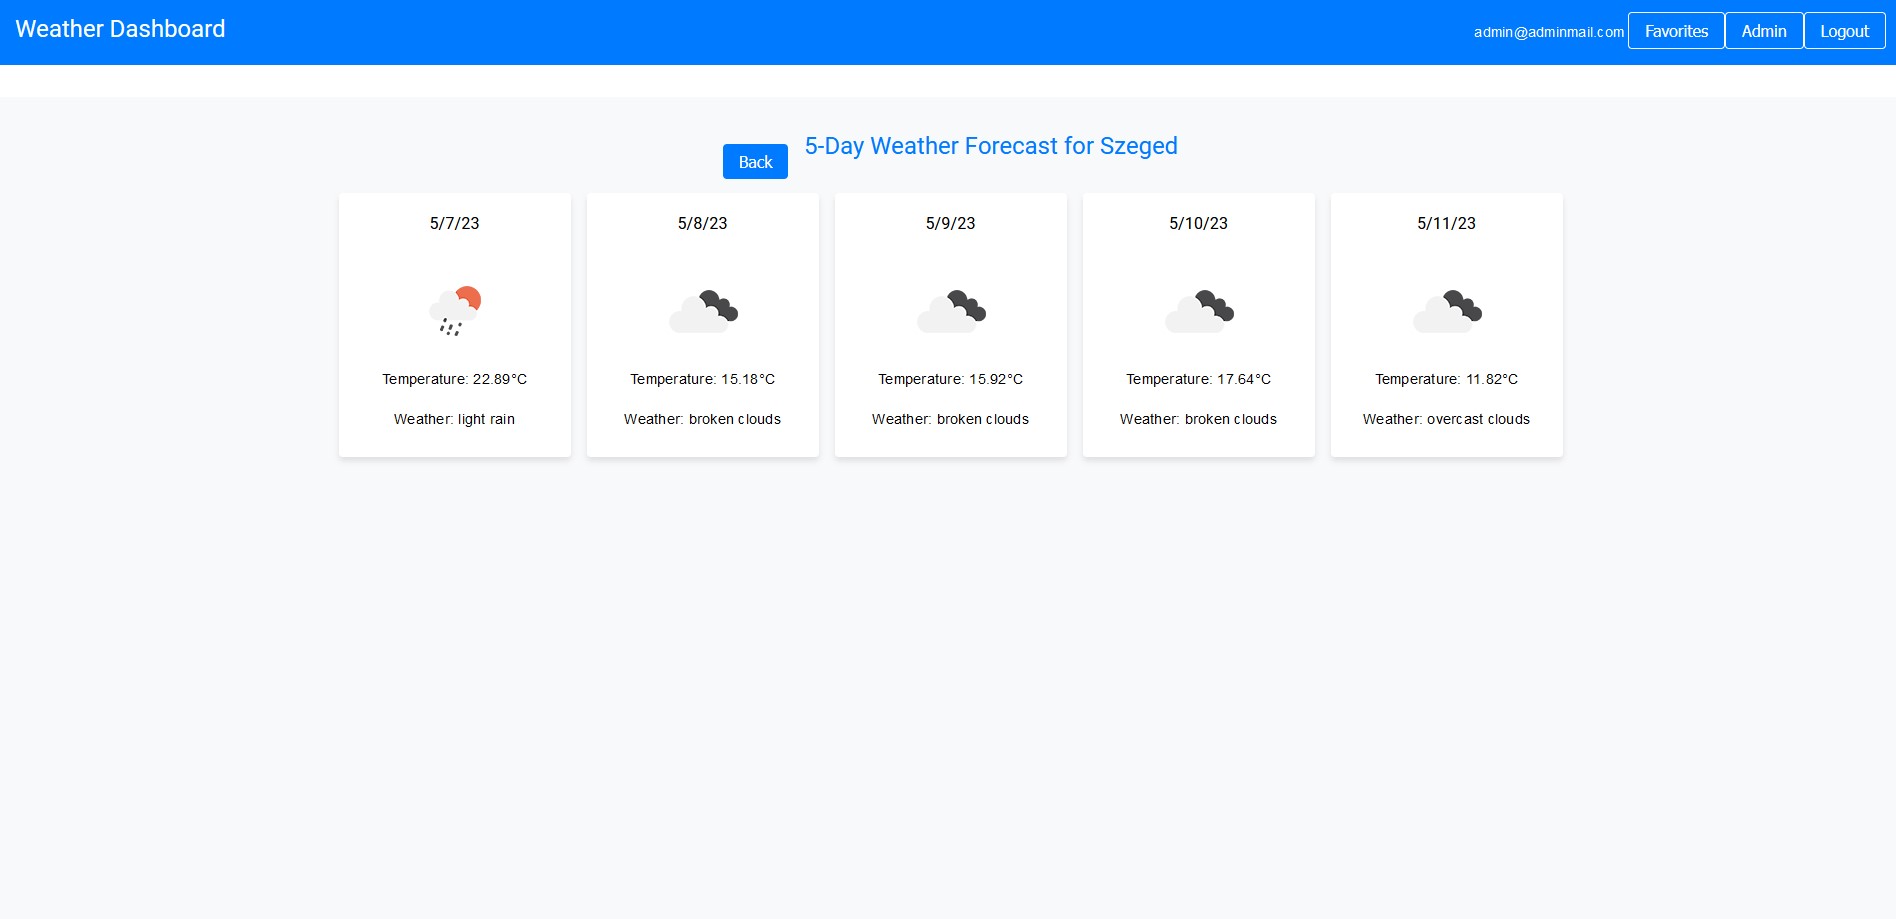 Weather Dashboard
admin@adminmail.com Favorites Admin Logout
Back 5-Day Weather Forecast for Szeged
5/7/23
Temperature: 22.89°C
Weather: light rain
5/8/23
Temperature: 15.18°C
Weather: broken clouds
5/9/23
Temperature: 15.92°C
Weather: broken clouds
5/10/23
Temperature: 17.64°C
Weather: broken clouds
5/11/23
Temperature: 11.82°C
Weather: overcast clouds